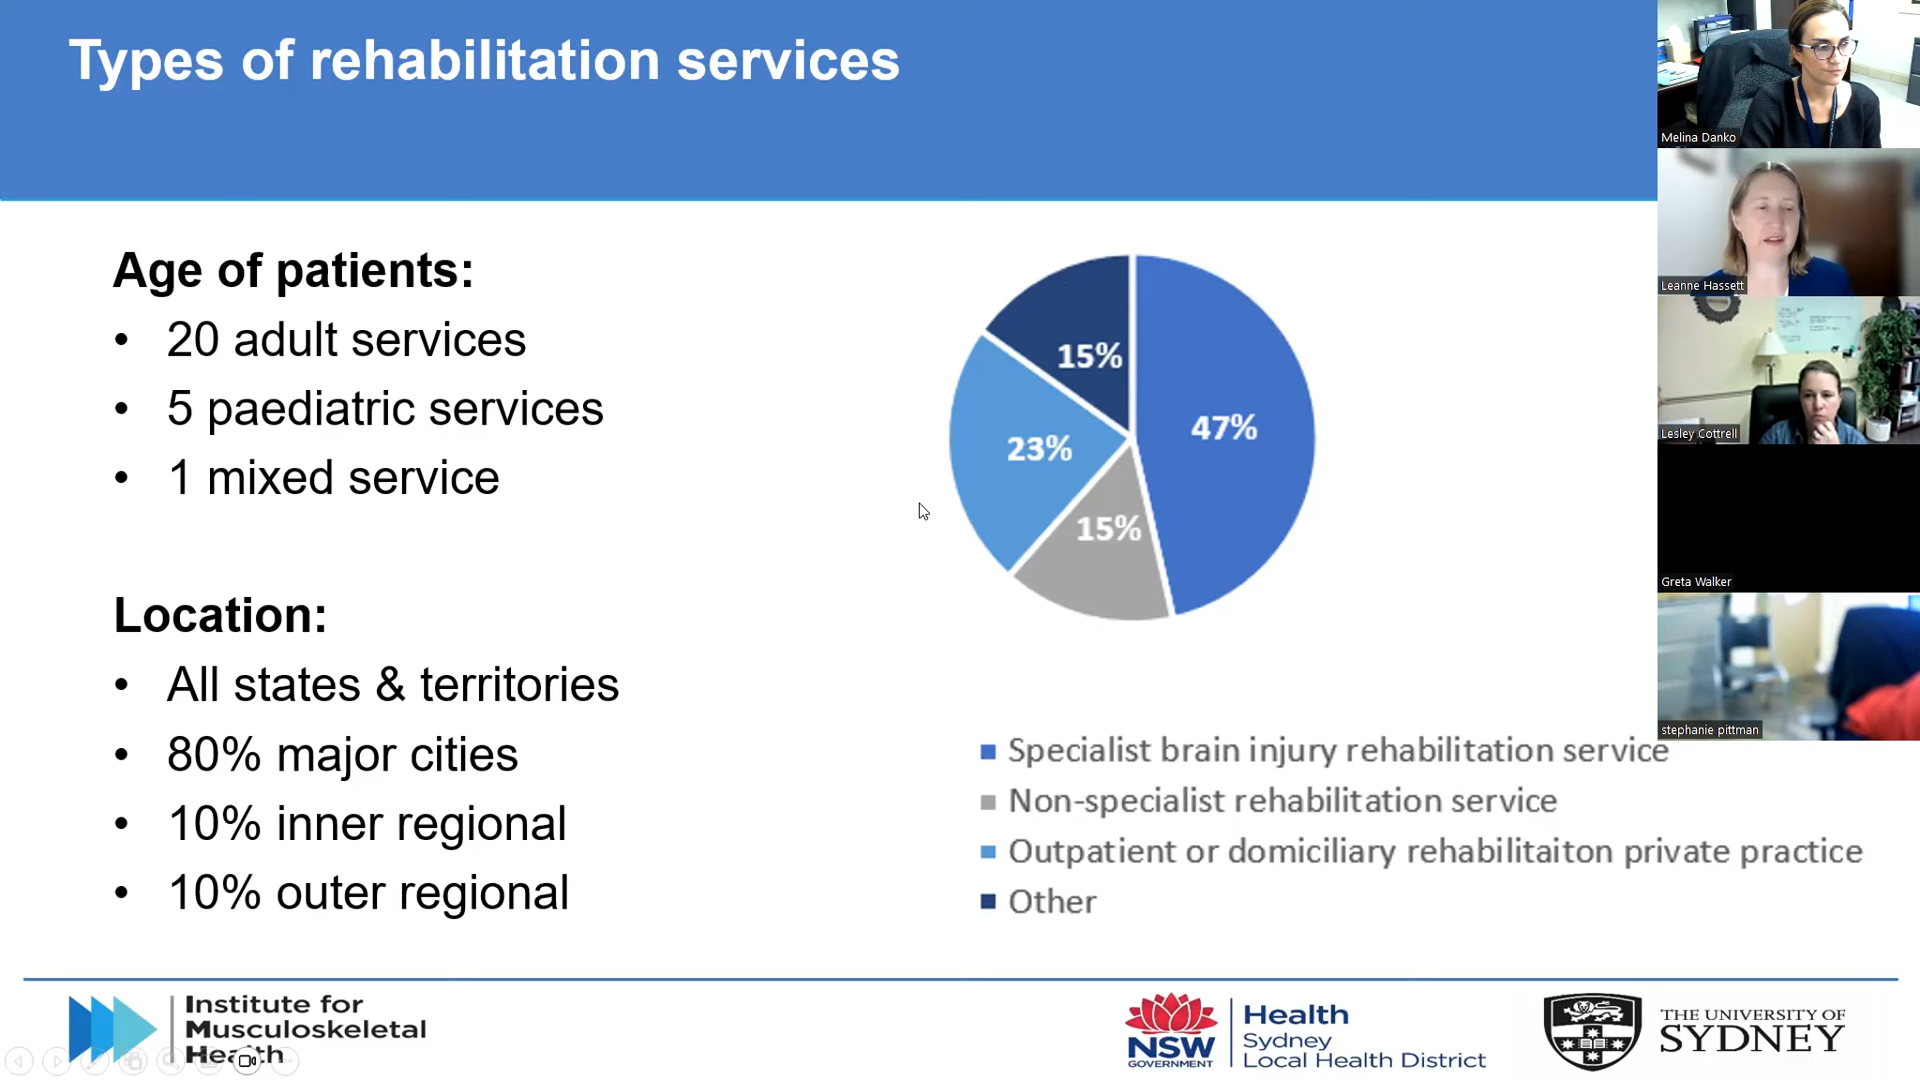 Types of rehabilitation services
Age of patients:
• 20 adult services
• 5 paediatric services
• 1 mixed service
Location:
• All states & territories
• 80% major cities
• 10% inner regional
• 10% outer regional
15%
47%
23%
15%
Specialist brain injury rehabilitation service
Non-specialist rehabilitation service
Outpatient or domiciliary rehabilitaiton private practice
Other
Melina Danko
Leanne Hassett
Lesley Cottrell
Greta Walker
stephanie pittman
Institute for
Musculoskeletal
Health
NSW
GOVERNMENT
Health
Sydney
Local Health District
THE UNIVERSITY OF
SYDNEY